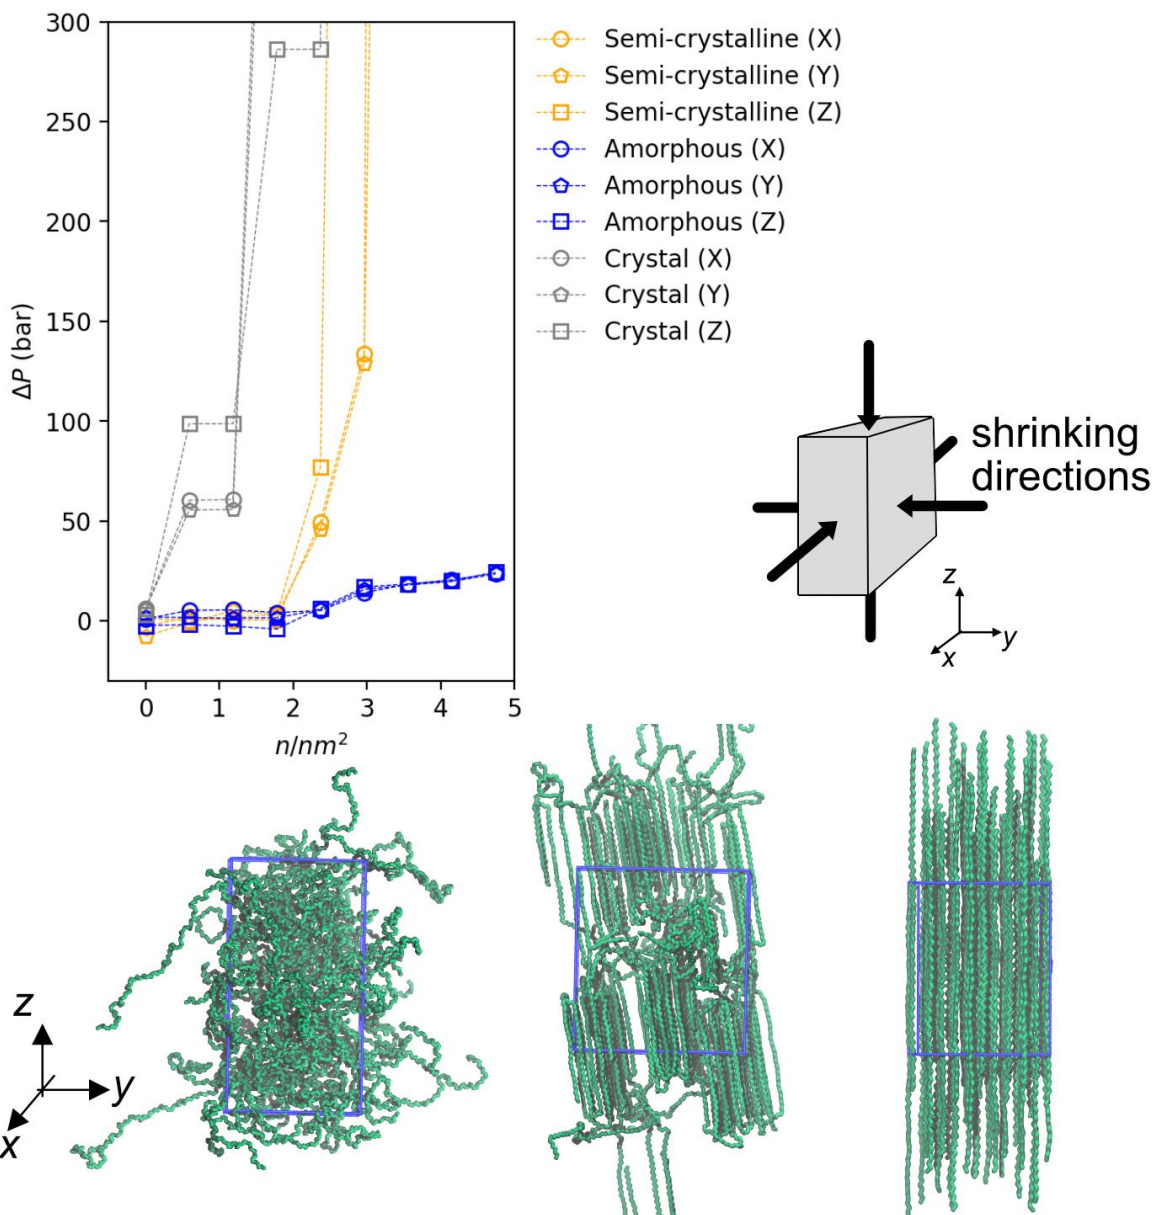 300
250
200
150
100
50
0
ΔP (bar)
0 1 2 3 4 5
n/nm²
Semi-crystalline (X)
Semi-crystalline (Y)
Semi-crystalline (Z)
Amorphous (X)
Amorphous (Y)
Amorphous (Z)
Crystal (X)
Crystal (Y)
Crystal (Z)
shrinking
directions
z
y
x
z
y
x